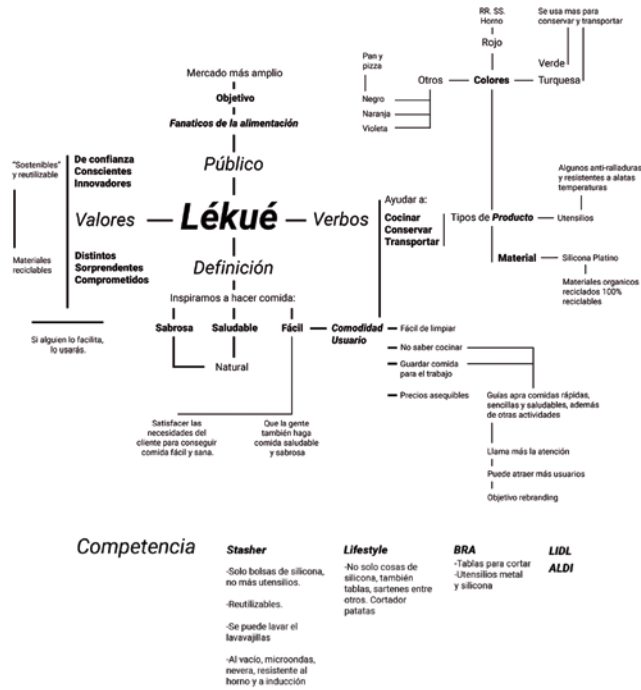 RR. SS.
Horno
Rojo
Se usa mas para
conservar y transportar
Verde
Otros
Colores
Turquesa
Pan y
pizza
Negro
Naranja
Violeta
Mercado más amplio
Objetivo
Fanaticos de la alimentación
Público
"Sostenibles"
y reutilizable
De confianza
Conscientes
Innovadores
Valores
Lékué
Verbos
Ayudar a:
Cocinar
Conservar
Transportar
Tipos de Producto
Algunos anti-ralladuras
y resistentes a alatas
temperaturas
Utensilios
Materiales
reciclables
Distintos
Sorprendentes
Comprometidos
Definición
Material
Silicona Platino
Materiales organicos
reciclados 100%
reciclables
Inspiramos a hacer comida:
Sabrosa
Saludable
Fácil
Comodidad
Usuario
Fácil de limpiar
Si alguien lo facilita,
lo usarás.
Natural
No saber cocinar
Guardar comida
para el trabajo
Precios asequibles
Guías apra comidas rápidas,
sencillas y saludables, además
de otras actividades
Satisfacer las
necesidades del
cliente para conseguir
comida fácil y sana.
Que la gente
también haga
comida saludable
y sabrosa
Llama más la atención
Puede atraer más usuarios
Objetivo rebranding
Competencia
Stasher
-Solo bolsas de silicona,
no más utensilios.
-Reutilizables.
-Se puede lavar el
lavavajillas
-Al vacío, microondas,
nevera, resistente al
horno y a inducción
Lifestyle
-No solo cosas de
silicona, también
tablas, sartenes entre
otros. Cortador
patatas
BRA
-Tablas para cortar
-Utensilios metal
y silicona
LIDL
ALDI